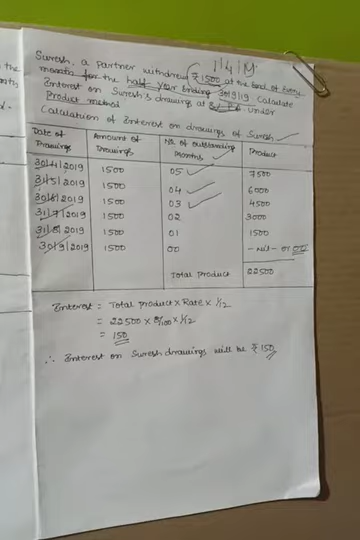 1|4|19
Suresh, a partner withdrew ₹1500 at the end of every
month for the half year ending 30|9|19 Calculate
Interest on Suresh's drawings at 8% P.A under
Product method
Calculation of Interest on drawings of Suresh
Date of Drawings Amount of Drawings No of outstanding Months Product
30|4|2019 1500 05 7500
31|5|2019 1500 04 6000
30|6|2019 1500 03 4500
31|7|2019 1500 02 3000
31|8|2019 1500 01 1500
30|9|2019 1500 00 -Nil- or 00
Total product 22500
Interest = Total product × Rate × 1/12
= 22500 × 8/100 × 1/12
= 150
∴ Interest on Suresh drawings will be ₹150